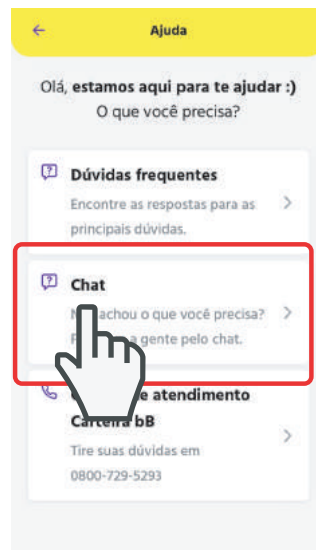 Ajuda
Olá, estamos aqui para te ajudar :)
O que você precisa?
Dúvidas frequentes
Encontre as respostas para as
principais dúvidas.
Chat
achou o que você precisa?
a gente pelo chat.
e atendimento
Carteira bB
Tire suas dúvidas em
0800-729-5293